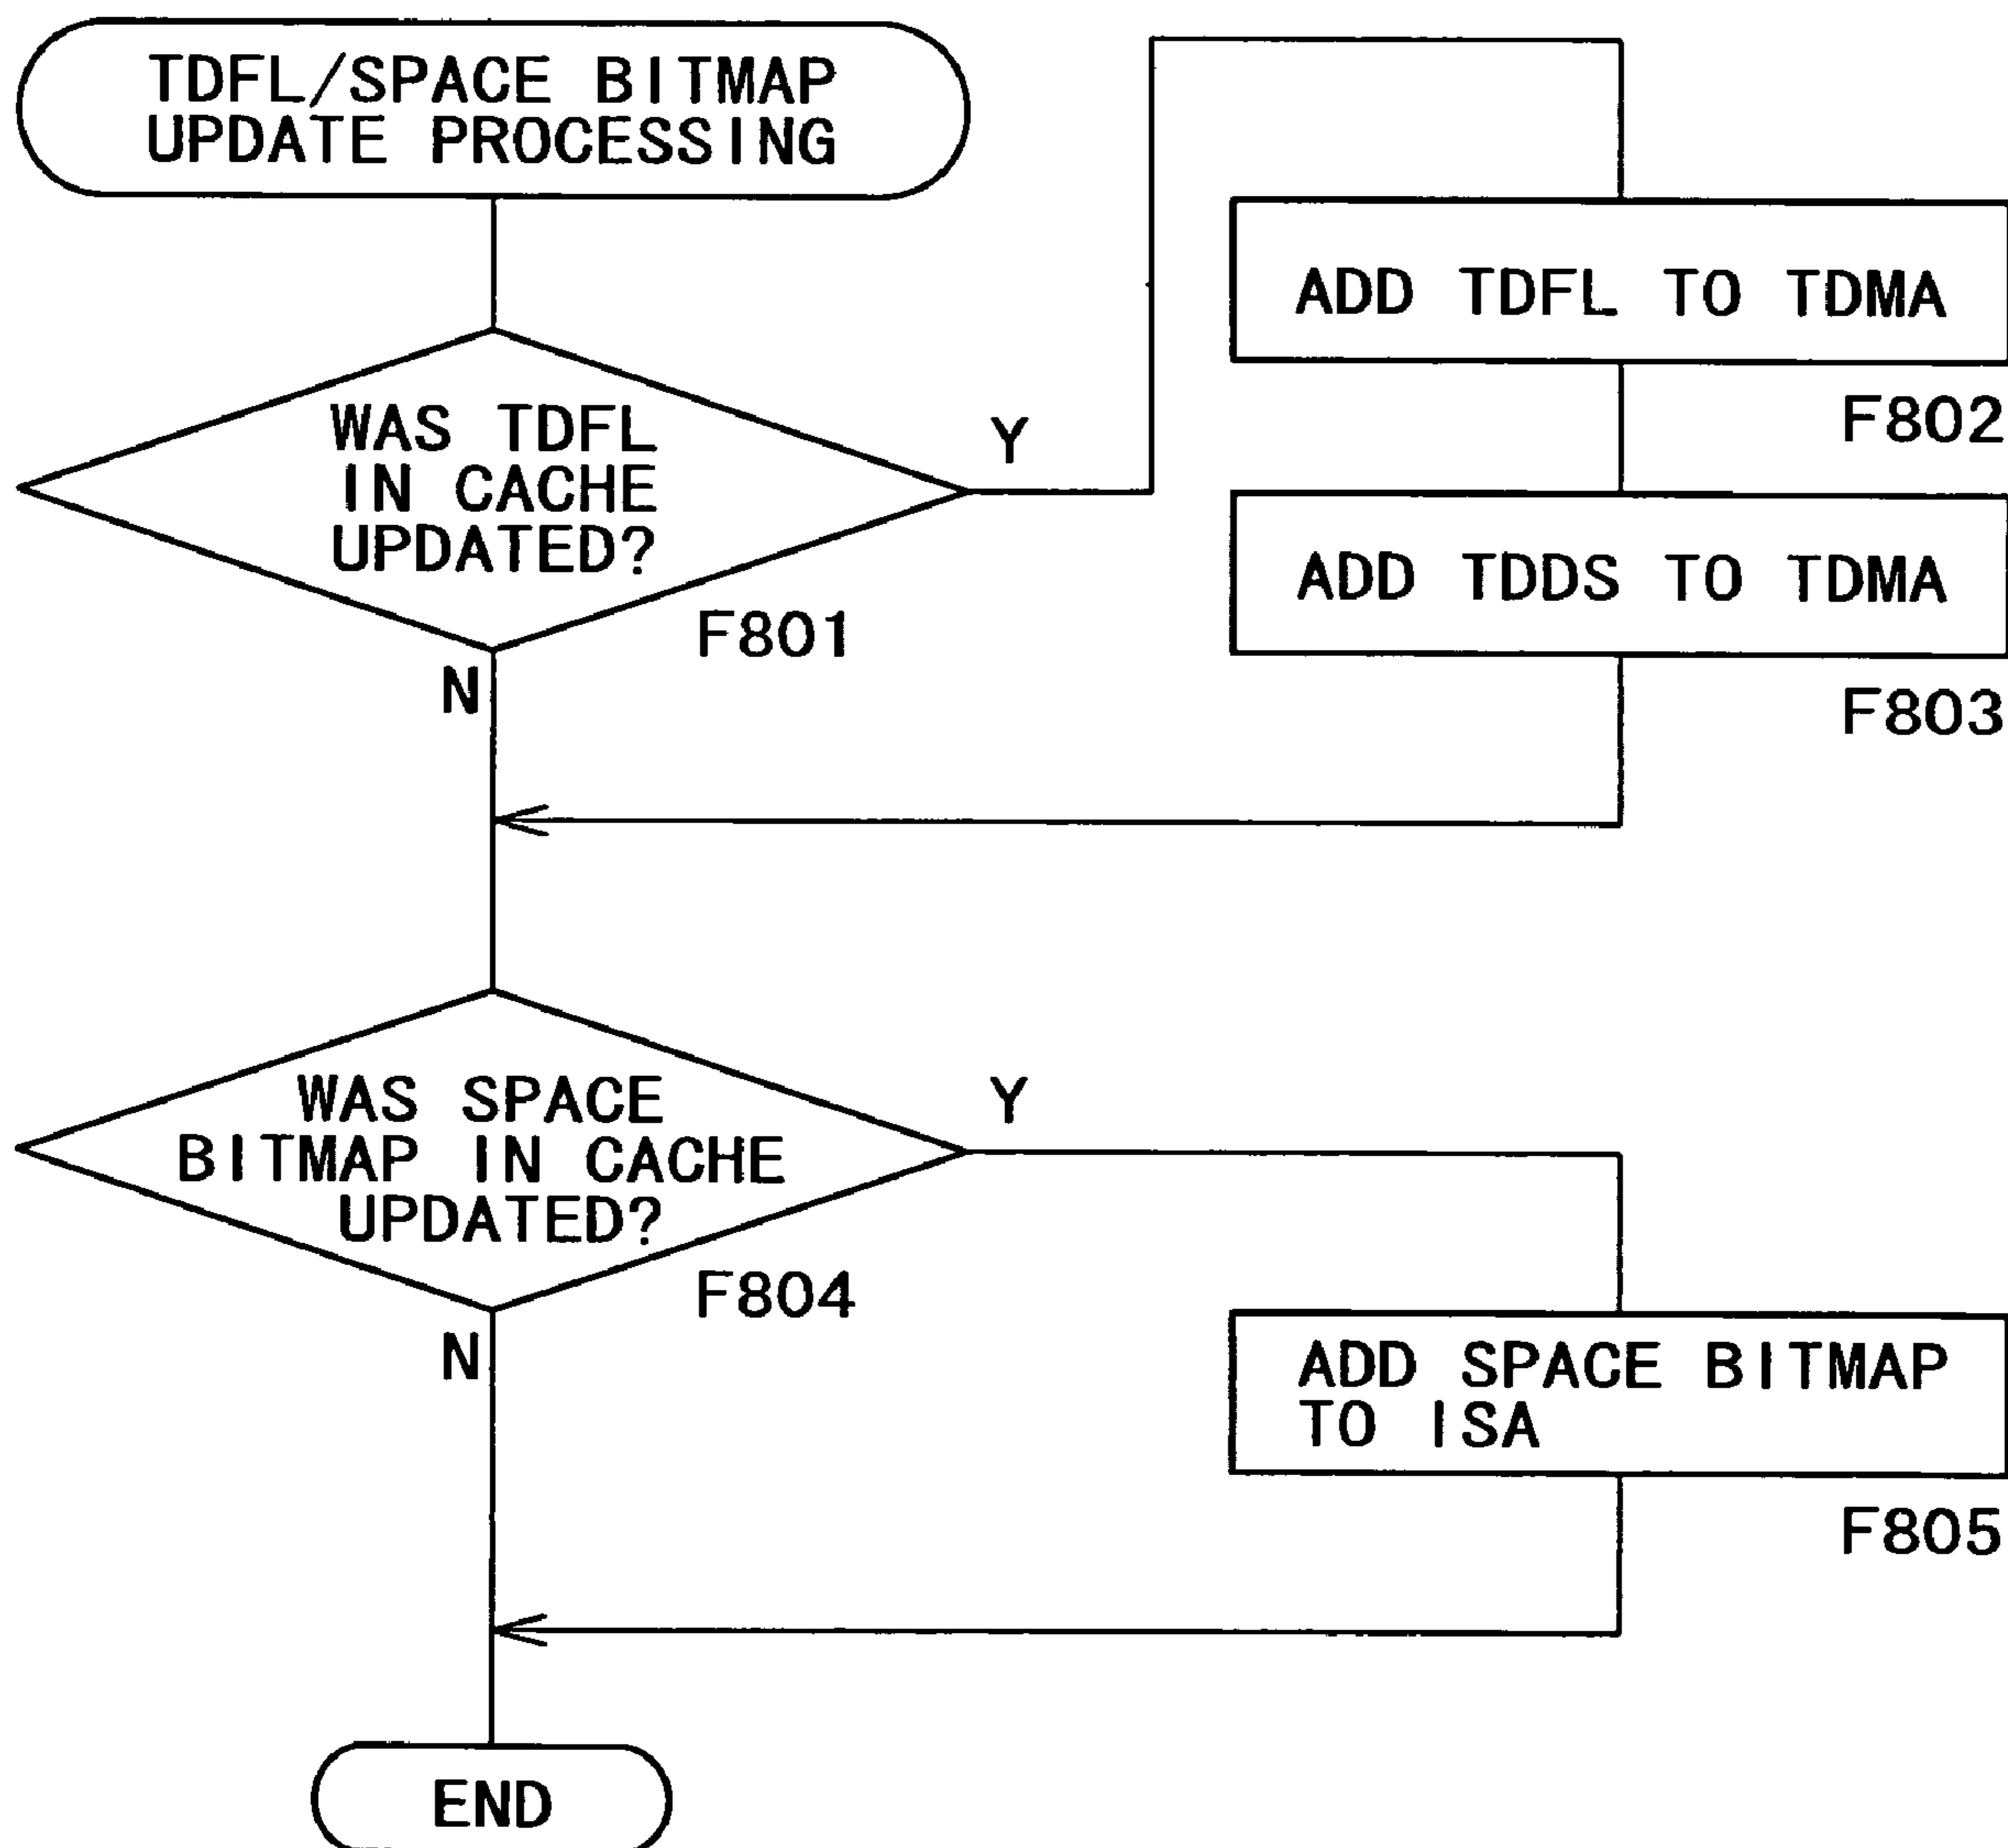 TDFL/SPACE BITMAP
UPDATE PROCESSING
WAS TDFL
IN CACHE
UPDATED?
Y
F801
N
ADD TDFL TO TDMA
F802
ADD TDDS TO TDMA
F803
WAS SPACE
BITMAP IN CACHE
UPDATED?
Y
F804
N
ADD SPACE BITMAP
TO ISA
F805
END